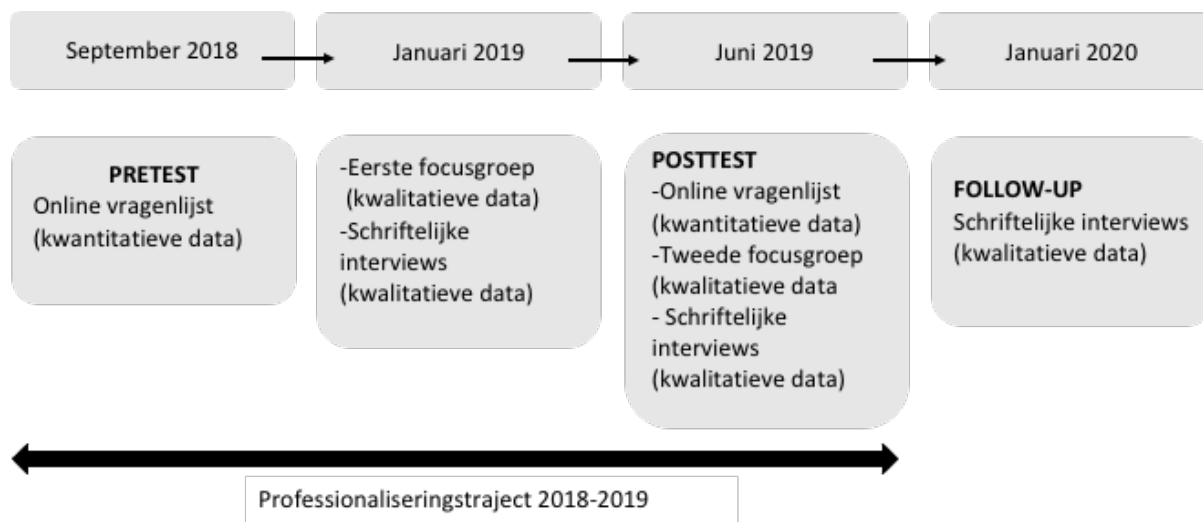 September 2018
Januari 2019
Juni 2019
Januari 2020
PRETEST
Online vragenlijst
(kwantitatieve data)
-Eerste focusgroep
(kwalitatieve data)
-Schriftelijke
interviews
(kwalitatieve data)
POSTTEST
-Online vragenlijst
(kwantitatieve data)
-Tweede focusgroep
(kwalitatieve data
- Schriftelijke
interviews
(kwalitatieve data)
FOLLOW-UP
Schriftelijke interviews
(kwalitatieve data)
Professionaliseringstraject 2018-2019